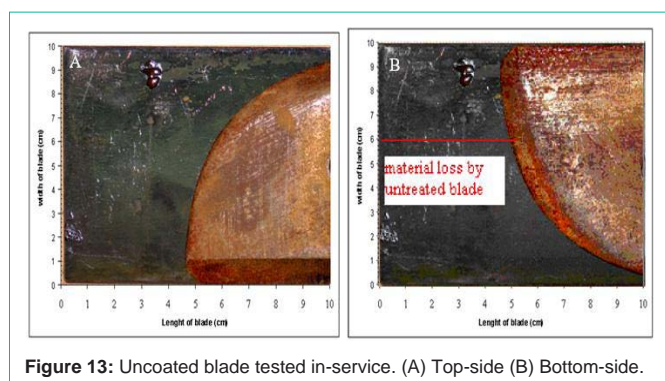 A
width of blade (cm)
10
9
8
7
6
5
4
3
2
1
0
0 1 2 3 4 5 6 7 8 9 10
Lenght of blade (cm)
B
width of blade (cm)
10
9
8
7
6
5
4
3
2
1
0
material loss by
untreated blade
0 1 2 3 4 5 6 7 8 9 10
Lenght of blade (cm)
Figure 13: Uncoated blade tested in-service. (A) Top-side (B) Bottom-side.